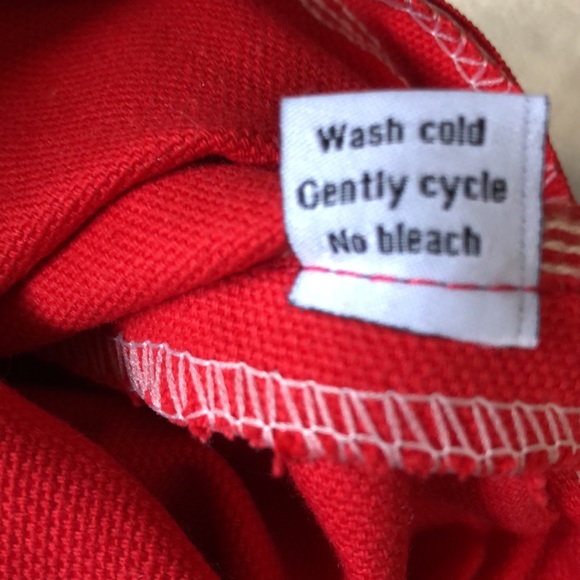 Wash cold
Gently cycle
No bleach